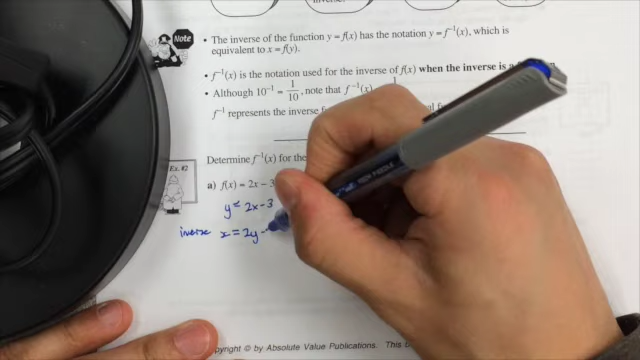 inverse
Note
• The inverse of the function y = f(x) has the notation y = f⁻¹(x), which is
equivalent to x = f(y).
• f⁻¹(x) is the notation used for the inverse of f(x) when the inverse is a
• Although 10⁻¹ = 1/10, note that f⁻¹(x)
f⁻¹ represents the inverse
Ex. #2
Determine f⁻¹(x) for the
a) f(x) = 2x − 3
y = 2x - 3
inverse x = 2y -
pyright © by Absolute Value Publications. This b